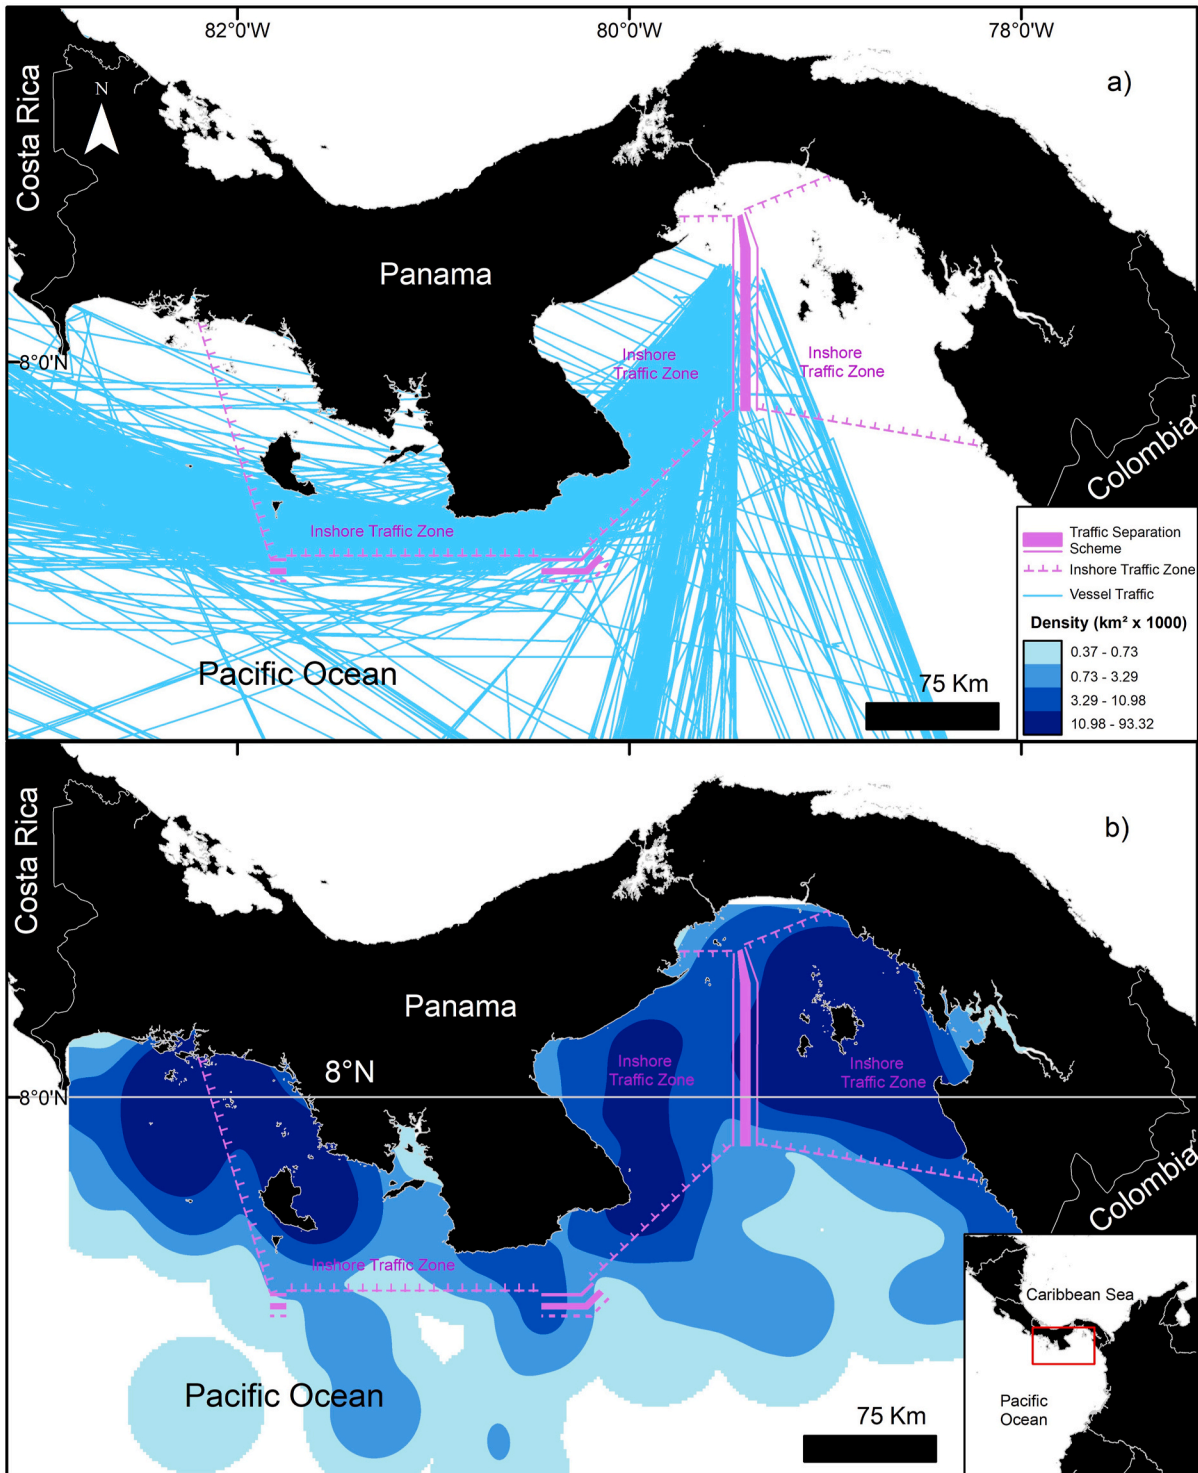 82°0'W
80°0'W
78°0'W
a)
Costa Rica
N
Panama
8°0'N
Inshore
Traffic Zone
Inshore
Traffic Zone
Colombia
Inshore Traffic Zone
Pacific Ocean
75 Km
Traffic Separation
Scheme
Inshore Traffic Zone
Vessel Traffic
Density (km² x 1000)
0.37 - 0.73
0.73 - 3.29
3.29 - 10.98
10.98 - 93.32
b)
Costa Rica
Panama
8°N
8°0'N
Inshore
Traffic Zone
Inshore
Traffic Zone
Colombia
Inshore Traffic Zone
Pacific Ocean
75 Km
Caribbean Sea
Pacific
Ocean